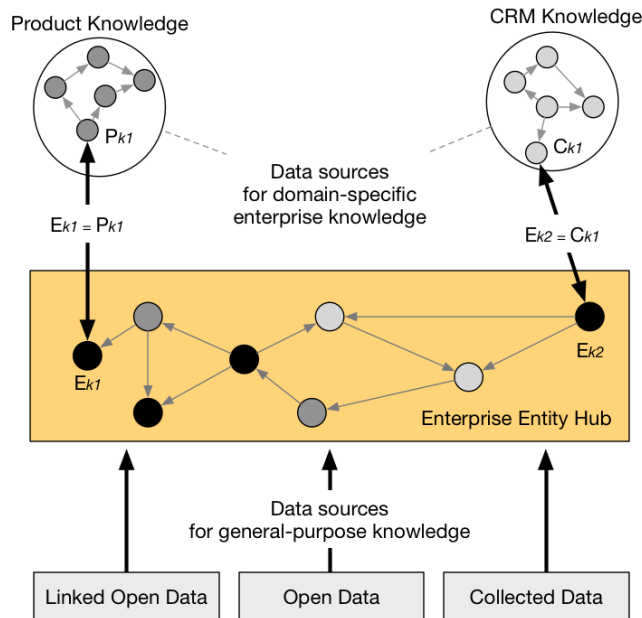 Product Knowledge
CRM Knowledge
Pk1
Ck1
Data sources
for domain-specific
enterprise knowledge
Ek1 = Pk1
Ek2 = Ck1
Ek1
Ek2
Enterprise Entity Hub
Data sources
for general-purpose knowledge
Linked Open Data
Open Data
Collected Data